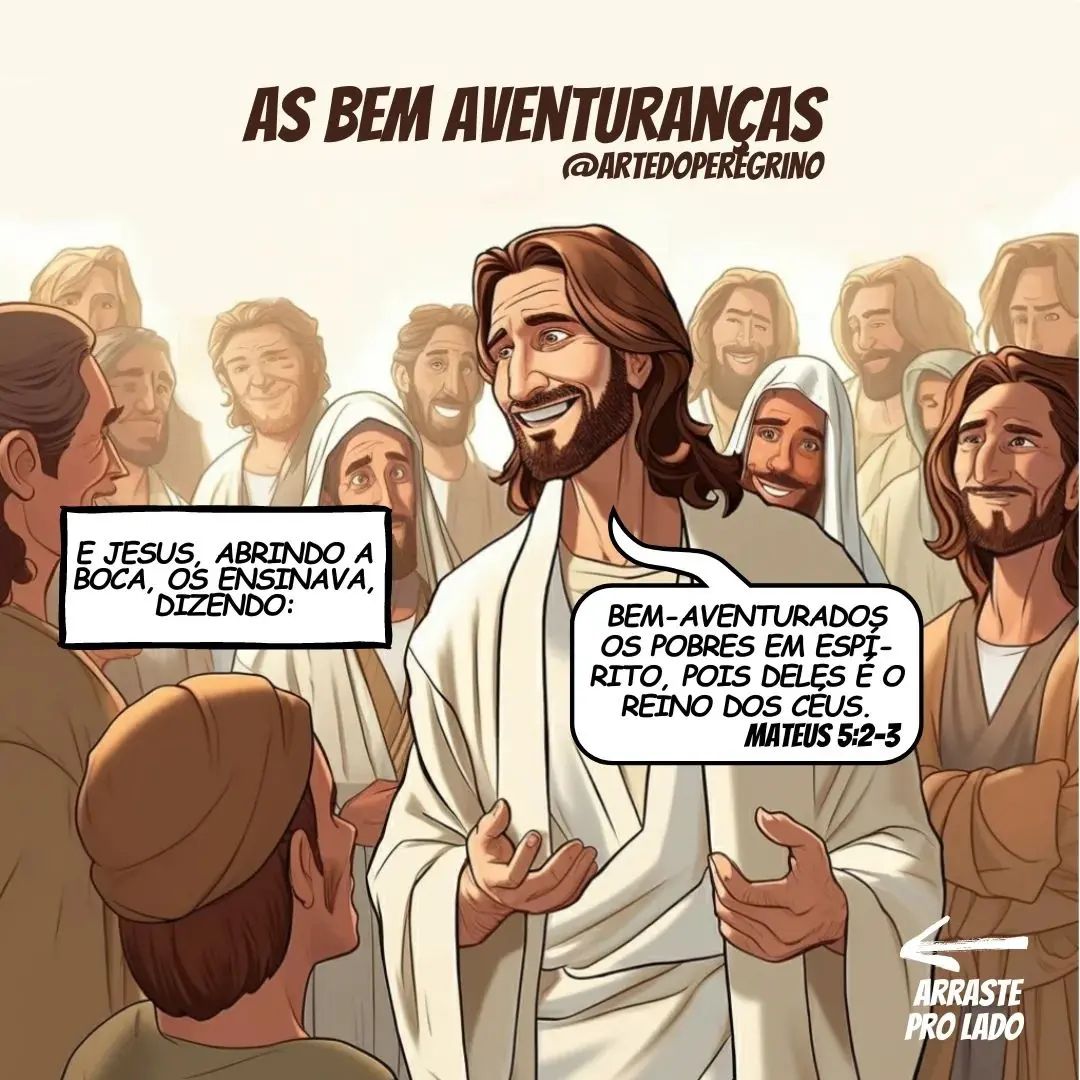 AS BEM AVENTURANÇAS
@ARTEDOPEREGRINO
E JESUS, ABRINDO A
BOCA, OS ENSINAVA,
DIZENDO:
BEM-AVENTURADOS
OS POBRES EM ESPÍ-
RITO, POIS DELES É O
REINO DOS CÉUS.
MATEUS 5:2-3
ARRASTE
PRO LADO